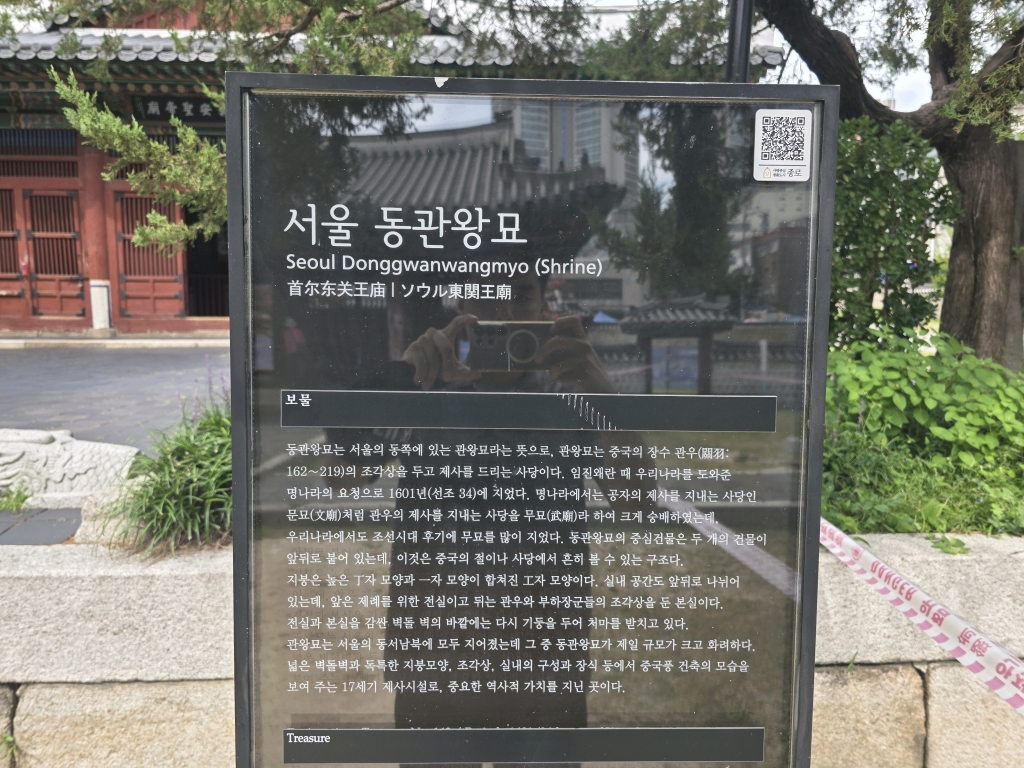 서울 동관왕묘
Seoul Donggwanwangmyo (Shrine)
首尔东关王庙 | ソウル東関王廟
종로
보물
동관왕묘는 서울의 동쪽에 있는 관왕묘라는 뜻으로, 관왕묘는 중국의 장수 관우(關羽:
162~219)의 조각상을 두고 제사를 드리는 사당이다. 임진왜란 때 우리나라를 도와준
명나라의 요청으로 1601년(선조 34)에 지었다. 명나라에서는 공자의 제사를 지내는 사당인
문묘(文廟)처럼 관우의 제사를 지내는 사당을 무묘(武廟)라 하여 크게 숭배하였는데,
우리나라에서도 조선시대 후기에 무묘를 많이 지었다. 동관왕묘의 중심건물은 두 개의 건물이
앞뒤로 붙어 있는데, 이것은 중국의 절이나 사당에서 흔히 볼 수 있는 구조다.
지붕은 높은 丁자 모양과 一자 모양이 합쳐진 工자 모양이다. 실내 공간도 앞뒤로 나뉘어
있는데, 앞은 제례를 위한 전실이고 뒤는 관우와 부하장군들의 조각상을 둔 본실이다.
전실과 본실을 감싼 벽돌 벽의 바깥에는 다시 기둥을 두어 처마를 받치고 있다.
관왕묘는 서울의 동서남북에 모두 지어졌는데 그 중 동관왕묘가 제일 규모가 크고 화려하다.
넓은 벽돌벽과 독특한 지붕모양, 조각상, 실내의 구성과 장식 등에서 중국풍 건축의 모습을
보여 주는 17세기 제사시설로, 중요한 역사적 가치를 지닌 곳이다.
Treasure
DANGER 위험